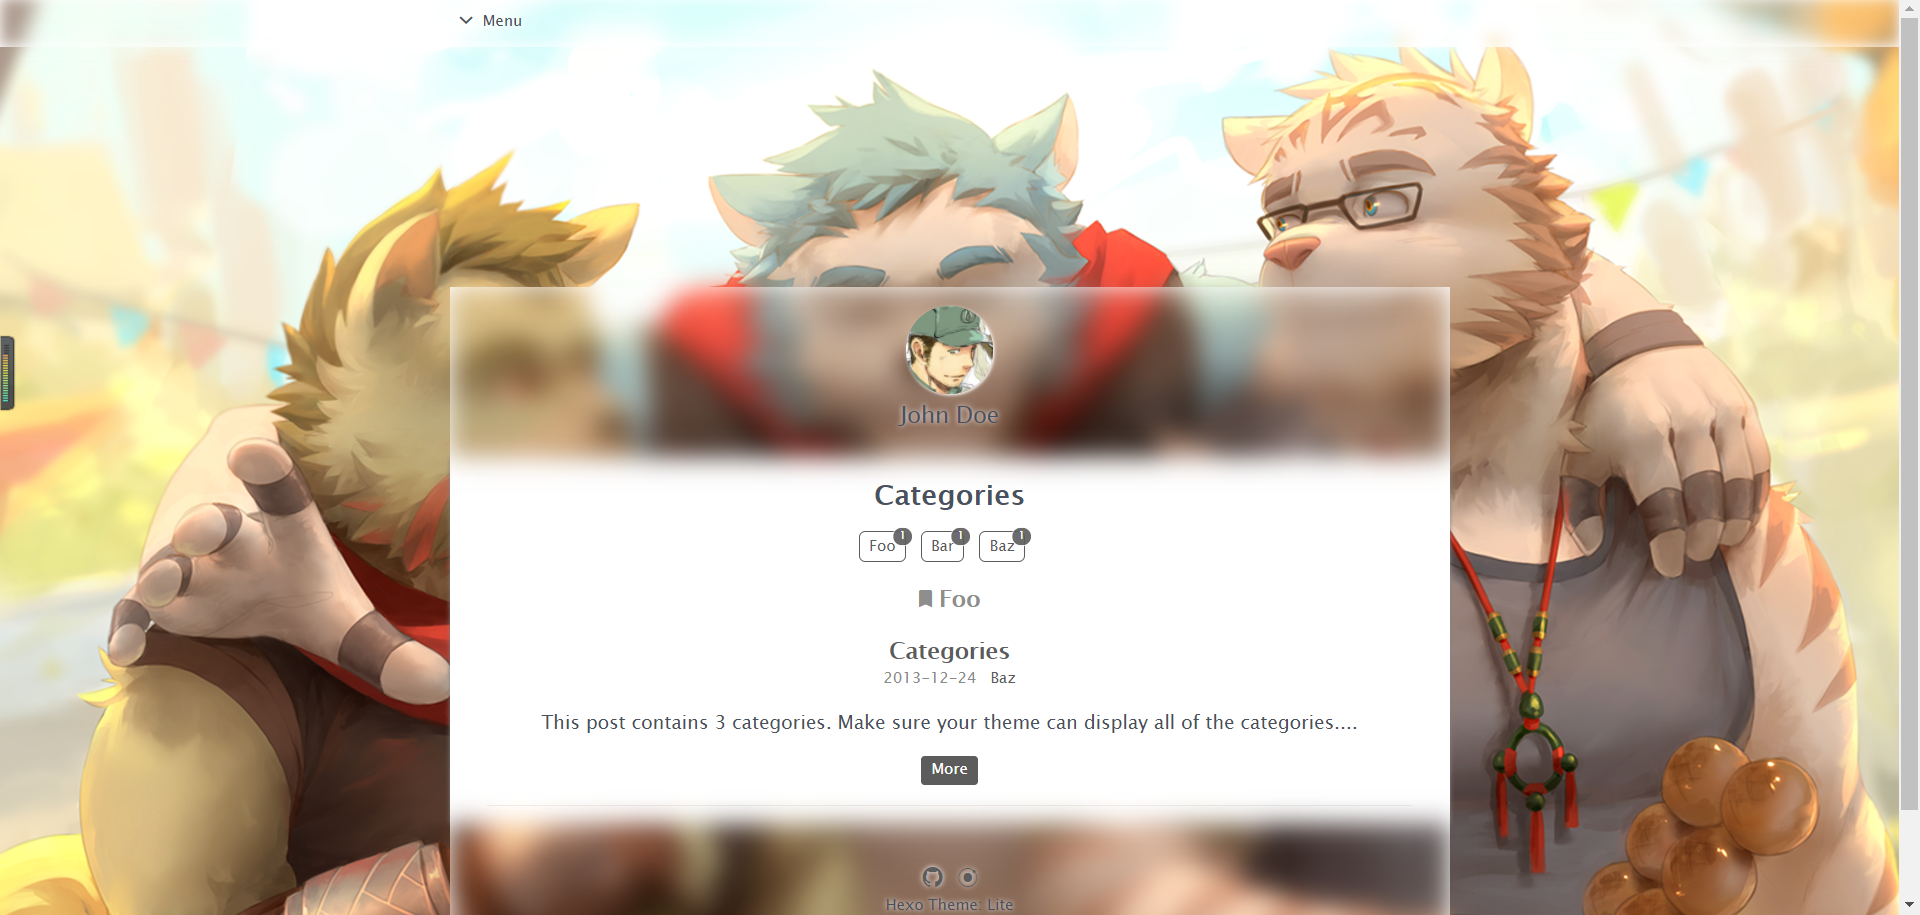 Menu
John Doe
Categories
Foo 1 Bar 1 Baz 1
Foo
Categories
2013-12-24 Baz
This post contains 3 categories. Make sure your theme can display all of the categories....
More
Hexo Theme: Lite